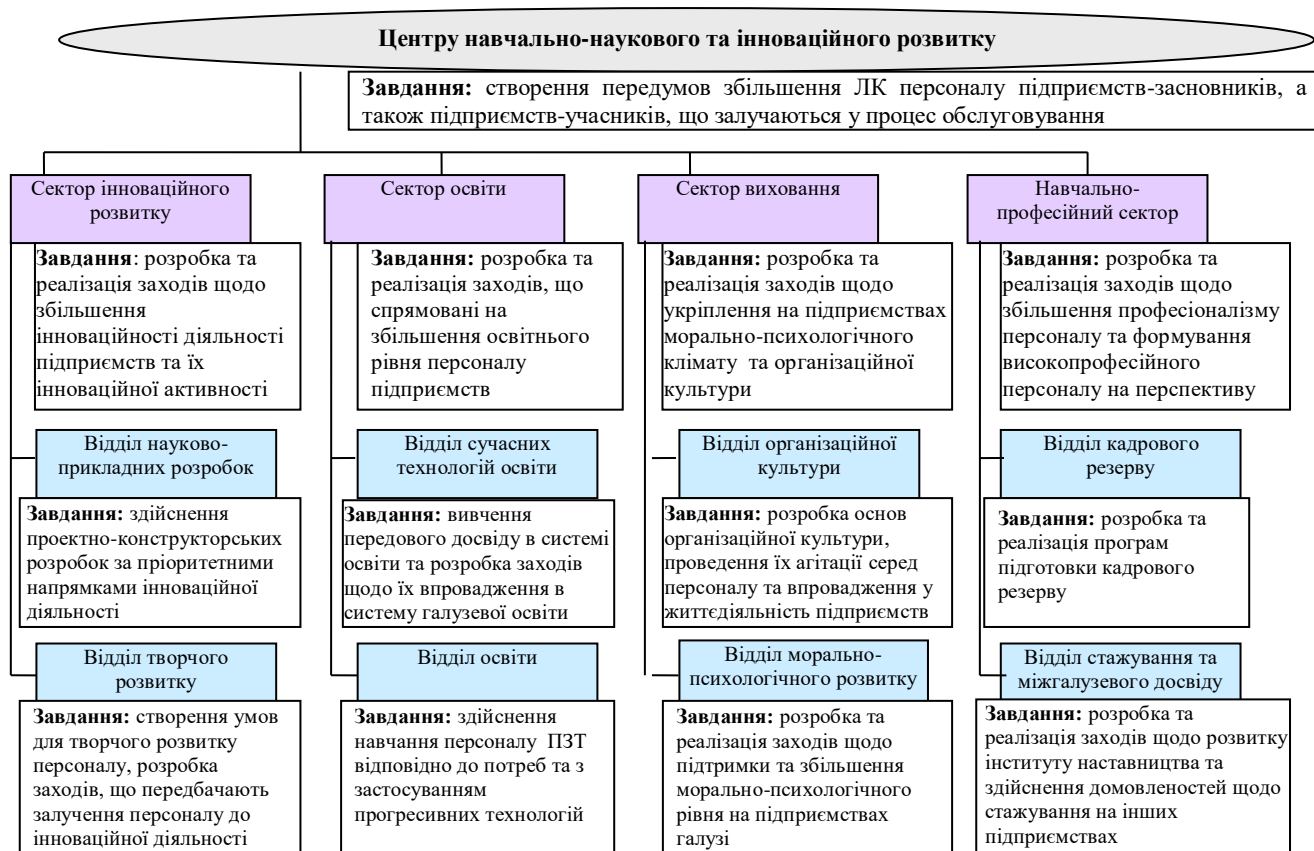 Центру навчально-наукового та інноваційного розвитку
Завдання: створення передумов збільшення ЛК персоналу підприємств-засновників, а
також підприємств-учасників, що залучаються у процес обслуговування
Сектор інноваційного
розвитку
Завдання: розробка та
реалізація заходів щодо
збільшення
інноваційності діяльності
підприємств та їх
інноваційної активності
Відділ науково-
прикладних розробок
Завдання: здійснення
проектно-конструкторських
розробок за пріоритетними
напрямками інноваційної
діяльності
Відділ творчого
розвитку
Завдання: створення умов
для творчого розвитку
персоналу, розробка
заходів, що передбачають
залучення персоналу до
інноваційної діяльності
Сектор освіти
Завдання: розробка та
реалізація заходів, що
спрямовані на
збільшення освітнього
рівня персоналу
підприємств
Відділ сучасних
технологій освіти
Завдання: вивчення
передового досвіду в системі
освіти та розробка заходів
щодо їх впровадження в
систему галузевої освіти
Відділ освіти
Завдання: здійснення
навчання персоналу ПЗТ
відповідно до потреб та з
застосуванням
прогресивних технологій
Сектор виховання
Завдання: розробка та
реалізація заходів щодо
укріплення на підприємствах
морально-психологічного
клімату та організаційної
культури
Відділ організаційної
культури
Завдання: розробка основ
організаційної культури,
проведення їх агітації серед
персоналу та впровадження у
життєдіяльність підприємств
Відділ морально-
психологічного розвитку
Завдання: розробка та
реалізація заходів щодо
підтримки та збільшення
морально-психологічного
рівня на підприємствах
галузі
Навчально-
професійний сектор
Завдання: розробка та
реалізація заходів щодо
збільшення професіоналізму
персоналу та формування
високопрофесійного
персоналу на перспективу
Відділ кадрового
резерву
Завдання: розробка та
реалізація програм
підготовки кадрового
резерву
Відділ стажування та
міжгалузевого досвіду
Завдання: розробка та
реалізація заходів щодо розвитку
інституту наставництва та
здійснення домовленостей щодо
стажування на інших
підприємствах